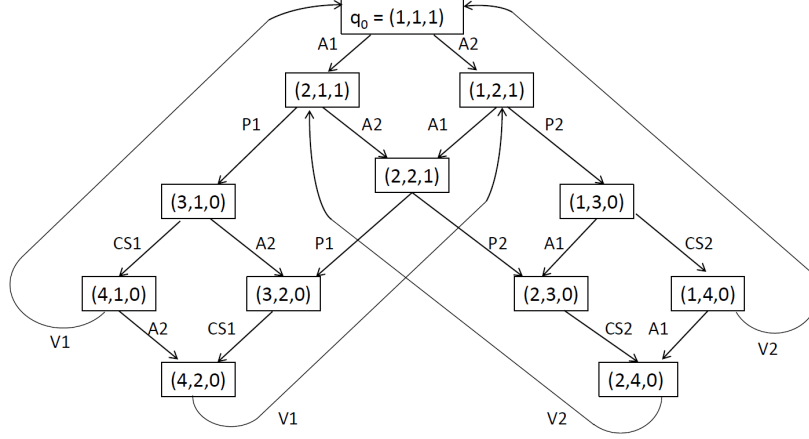 q0 = (1,1,1)
A1 A2
(2,1,1) (1,2,1)
P1 A2 A1 P2
(2,2,1)
(3,1,0) (1,3,0)
CS1 A2 P1 P2 A1 CS2
(4,1,0) (3,2,0) (2,3,0) (1,4,0)
V1 A2 CS1 CS2 A1 V2
(4,2,0) (2,4,0)
V1 V2